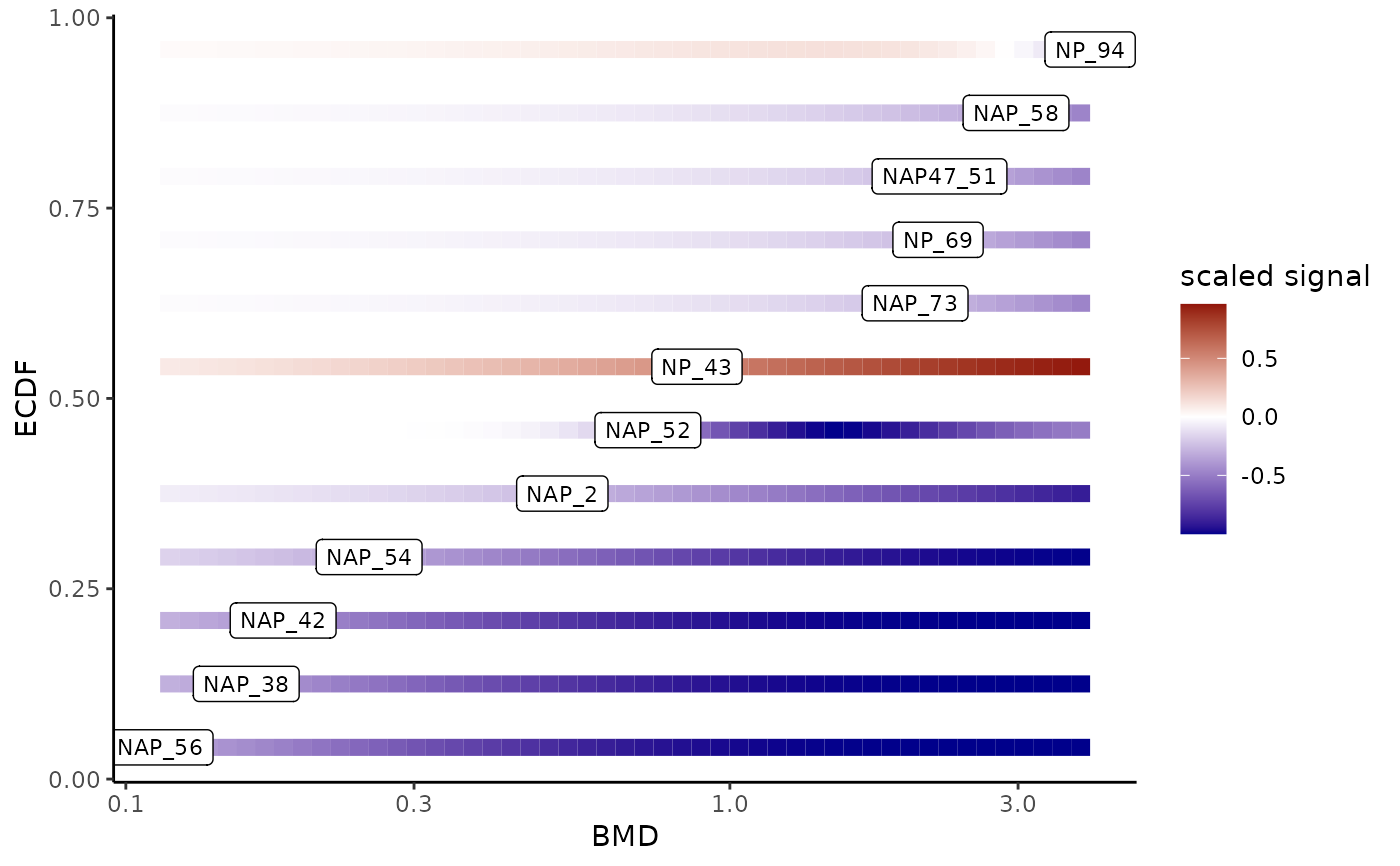 1.00
NP_94
NAP_58
NAP47_51
0.75
NP_69
NAP_73
scaled signal
0.5
0.0
-0.5
NP_43
ECDF
0.50
NAP_52
NAP_2
NAP_54
0.25
NAP_42
NAP_38
NAP_56
0.00
0.1 0.3 1.0 3.0
BMD